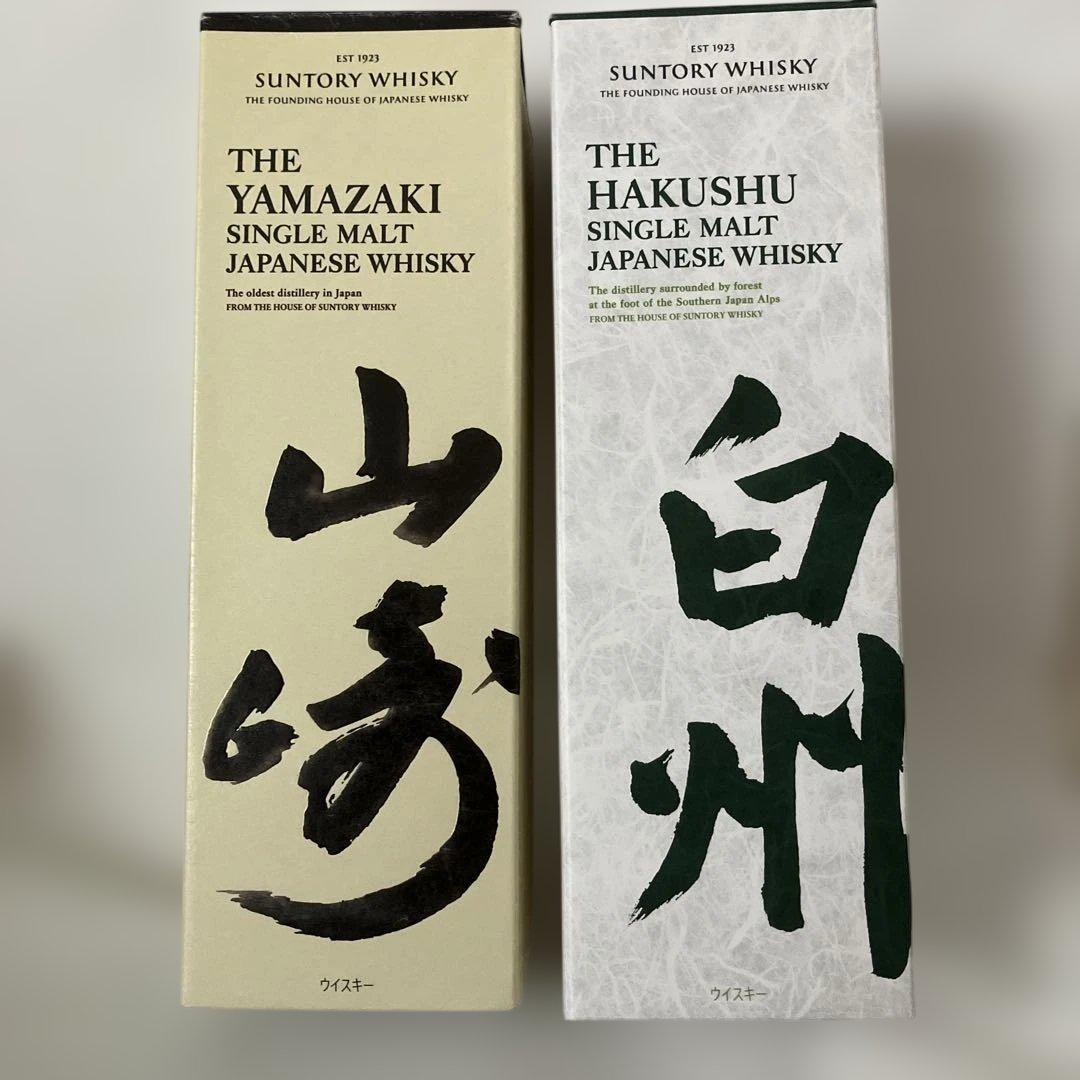 EST 1923
SUNTORY WHISKY
THE FOUNDING HOUSE OF JAPANESE WHISKY
THE
YAMAZAKI
SINGLE MALT
JAPANESE WHISKY
The oldest distillery in Japan
FROM THE HOUSE OF SUNTORY WHISKY
山
崎
ウイスキー
EST 1923
SUNTORY WHISKY
THE FOUNDING HOUSE OF JAPANESE WHISKY
THE
HAKUSHU
SINGLE MALT
JAPANESE WHISKY
The distillery surrounded by forest
at the foot of the Southern Japan Alps
FROM THE HOUSE OF SUNTORY WHISKY
白
州
ウイスキー